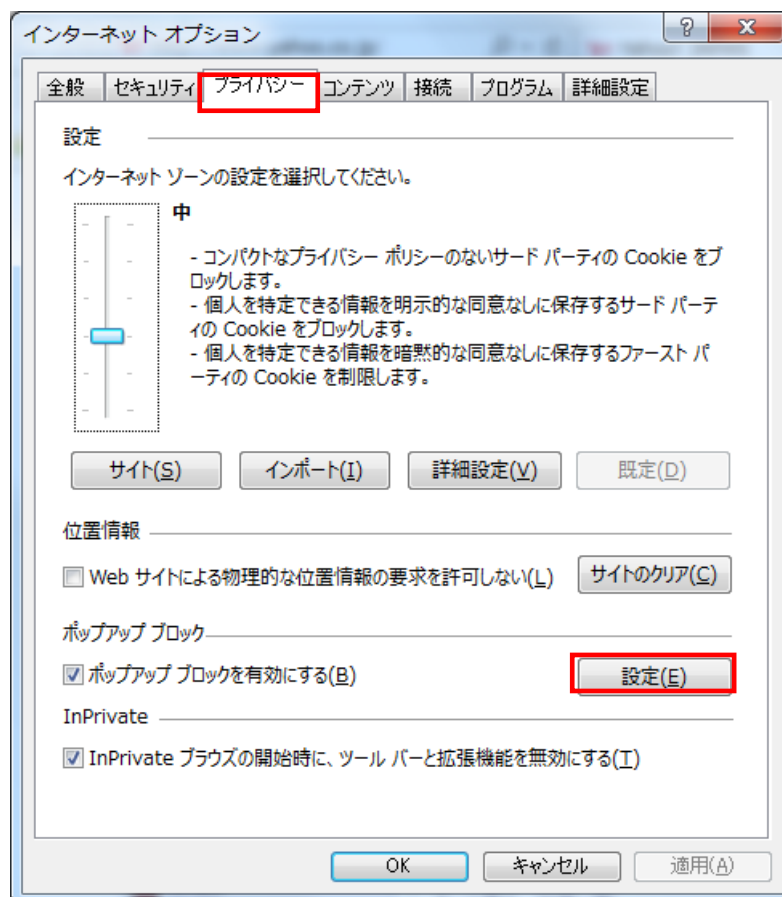 インターネット オプション
全般 セキュリティ プライバシー コンテンツ 接続 プログラム 詳細設定
設定
インターネット ゾーンの設定を選択してください。
中
- コンパクトなプライバシー ポリシーのないサード パーティの Cookie をブ
ロックします。
- 個人を特定できる情報を明示的な同意なしに保存するサード パーテ
ィの Cookie をブロックします。
- 個人を特定できる情報を暗黙的な同意なしに保存するファースト パ
ーティの Cookie を制限します。
サイト(S) インポート(I) 詳細設定(V) 既定(D)
位置情報
Web サイトによる物理的な位置情報の要求を許可しない(L) サイトのクリア(C)
ポップアップ ブロック
ポップアップ ブロックを有効にする(B) 設定(E)
InPrivate
InPrivate ブラウズの開始時に、ツール バーと拡張機能を無効にする(T)
OK キャンセル 適用(A)